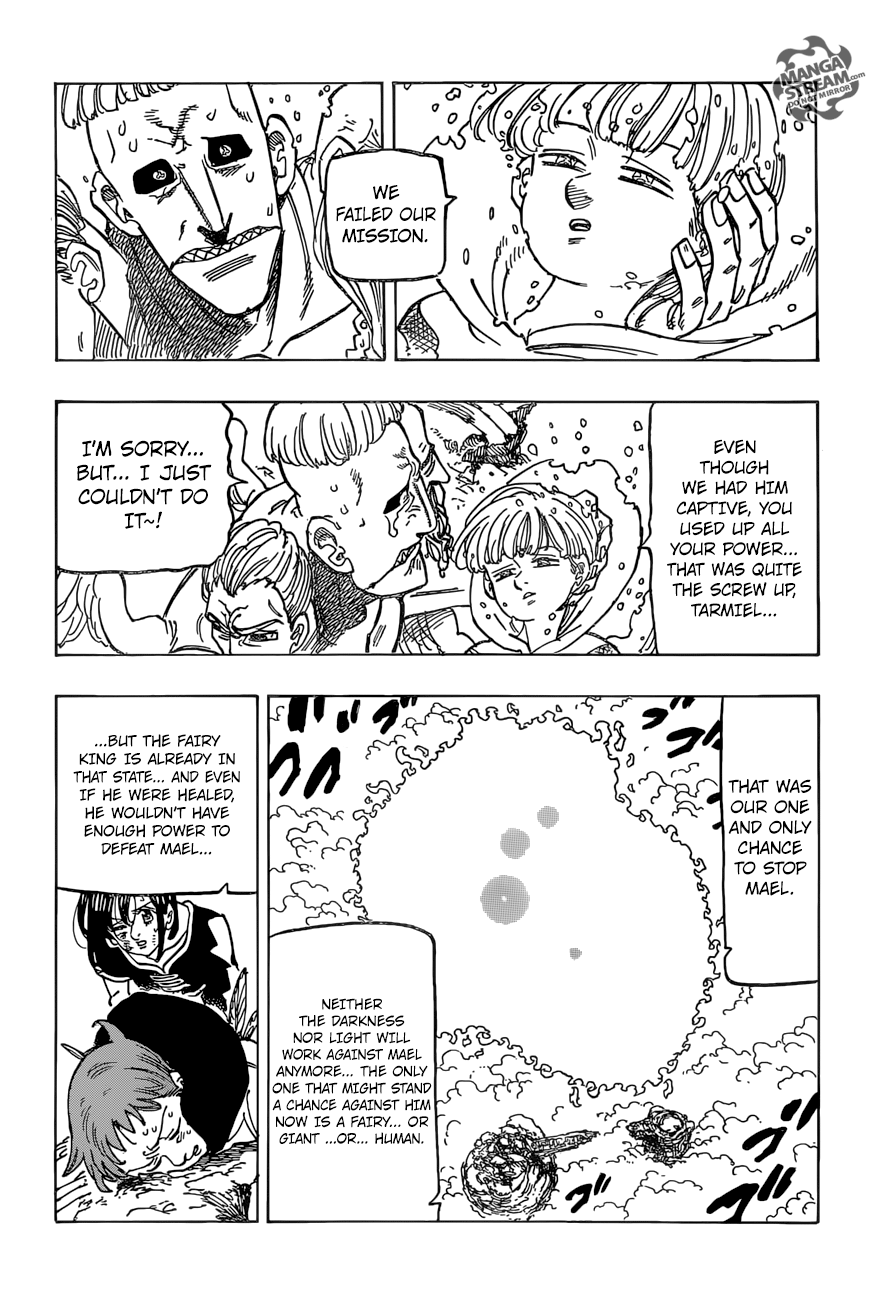 MANGA
STREAM.com
DO NOT MIRROR
WE
FAILED OUR
MISSION.
EVEN
THOUGH
WE HAD HIM
CAPTIVE, YOU
USED UP ALL
YOUR POWER...
THAT WAS QUITE
THE SCREW UP,
TARMIEL...
I'M SORRY...
BUT... I JUST
COULDN'T DO
IT~!
THAT WAS
OUR ONE
AND ONLY
CHANCE
TO STOP
MAEL.
NEITHER
THE DARKNESS
NOR LIGHT WILL
WORK AGAINST MAEL
ANYMORE... THE ONLY
ONE THAT MIGHT STAND
A CHANCE AGAINST HIM
NOW IS A FAIRY... OR
GIANT ...OR... HUMAN.
...BUT THE FAIRY
KING IS ALREADY IN
THAT STATE... AND EVEN
IF HE WERE HEALED,
HE WOULDN'T HAVE
ENOUGH POWER TO
DEFEAT MAEL...